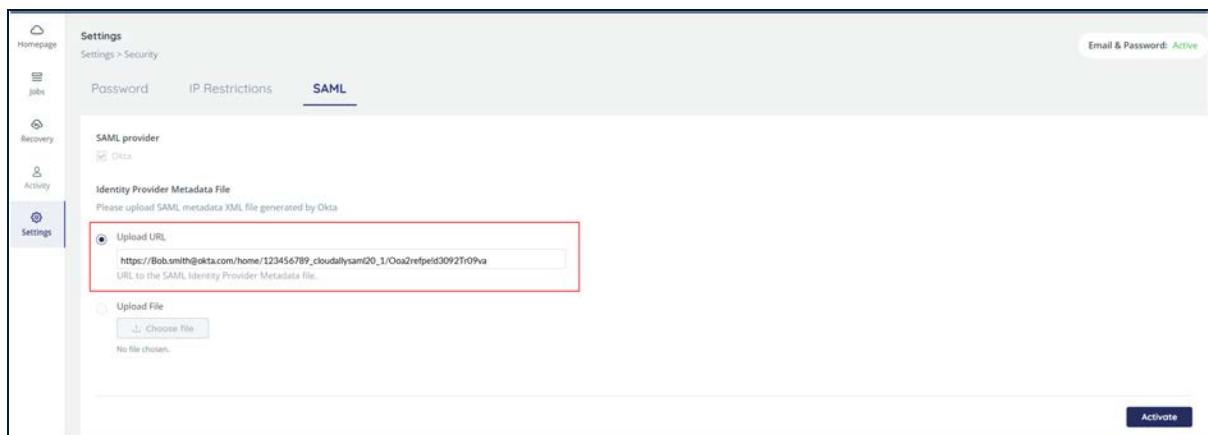 Homepage
Jobs
Recovery
Activity
Settings
Settings
Settings > Security
Email & Password: Active
Password IP Restrictions SAML
SAML provider
Okta
Identity Provider Metadata File
Please upload SAML metadata XML file generated by Okta
Upload URL
https://Bob.smith@okta.com/home/123456789_cloudallysaml20_1/Ooa2refpeld3092Tr09va
URL to the SAML Identity Provider Metadata file.
Upload File
Choose file
No file chosen.
Activate